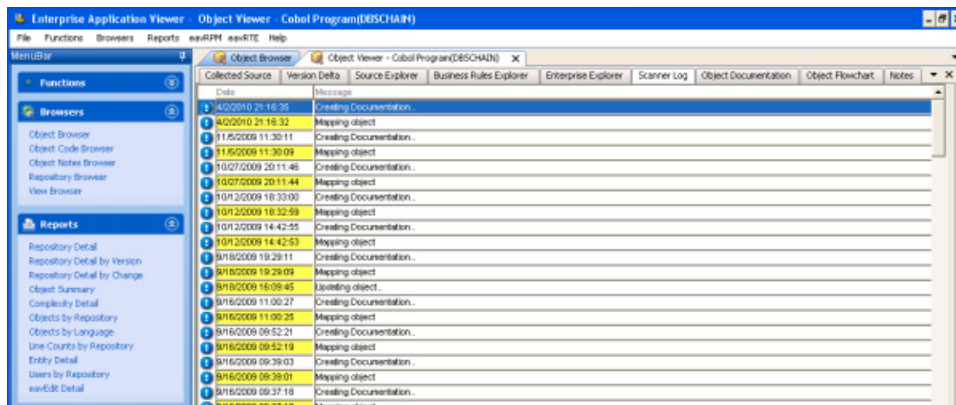 Enterprise Application Viewer - Object Viewer - Cobol Program(DBSCHAIN)
File Functions Browsers Reports eavRPM eavRTE Help
MenuBar
Functions
Browsers
Object Browser
Object Code Browser
Object Notes Browser
Repository Browser
View Browser
Reports
Repository Detail
Repository Detail by Version
Repository Detail by Change
Object Summary
Complexity Detail
Objects by Repository
Objects by Language
Line Counts by Repository
Entity Detail
Users by Repository
eavEdit Detail
Object Browser Object Viewer - Cobol Program(DBSCHAIN) X
Collected Source Version Delta Source Explorer Business Rules Explorer Enterprise Explorer Scanner Log Object Documentation Object Flowchart Notes
Date Message
4/2/2010 21:16:35 Creating Documentation..
4/2/2010 21:16:32 Mapping object
11/5/2009 11:30:11 Creating Documentation..
11/5/2009 11:30:09 Mapping object
10/27/2009 20:11:46 Creating Documentation..
10/27/2009 20:11:44 Mapping object
10/12/2009 18:33:00 Creating Documentation..
10/12/2009 18:32:59 Mapping object
10/12/2009 14:42:55 Creating Documentation..
10/12/2009 14:42:53 Mapping object
9/18/2009 19:29:11 Creating Documentation..
9/18/2009 19:29:09 Mapping object
9/18/2009 16:09:45 Updating object..
9/16/2009 11:00:27 Creating Documentation..
9/16/2009 11:00:25 Mapping object
9/16/2009 09:52:21 Creating Documentation..
9/16/2009 09:52:19 Mapping object
9/16/2009 09:39:03 Creating Documentation..
9/16/2009 09:39:01 Mapping object
9/16/2009 09:37:18 Creating Documentation..